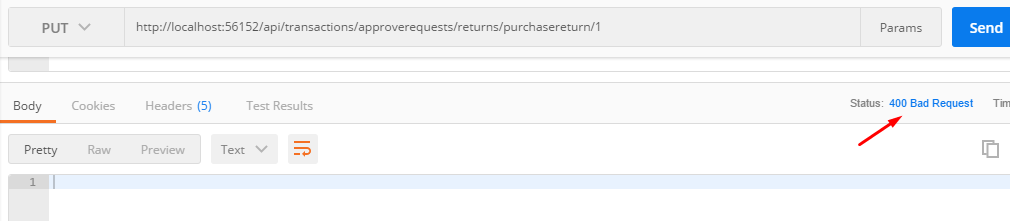 PUT http://localhost:56152/api/transactions/approverequests/returns/purchasereturn/1 Params Send
Body Cookies Headers (5) Test Results Status: 400 Bad Request Tim
Pretty Raw Preview Text
1